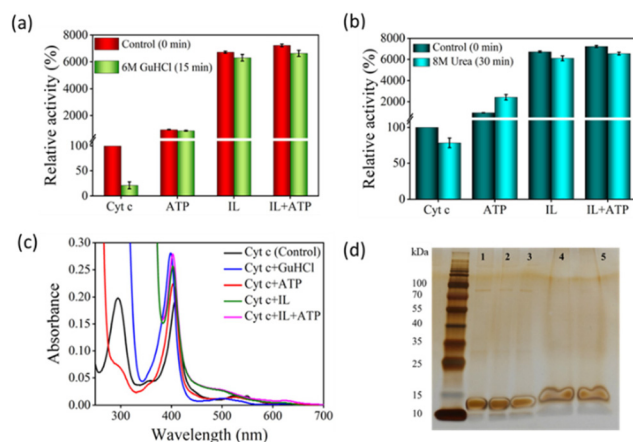 (a)
Relative activity (%)
8000
6000
4000
2000
100
50
0
Control (0 min)
6M GuHCl (15 min)
Cyt c ATP IL IL+ATP
(b)
Relative activity (%)
8000
6000
4000
2000
100
50
0
Control (0 min)
8M Urea (30 min)
Cyt c ATP IL IL+ATP
(c)
Absorbance
0.30
0.25
0.20
0.15
0.10
0.05
0.00
Cyt c (Control)
Cyt c+GuHCl
Cyt c+ATP
Cyt c+IL
Cyt c+IL+ATP
300 400 500 600 700
Wavelength (nm)
(d)
kDa 1 2 3 4 5
100
70
55
45
35
25
15
10